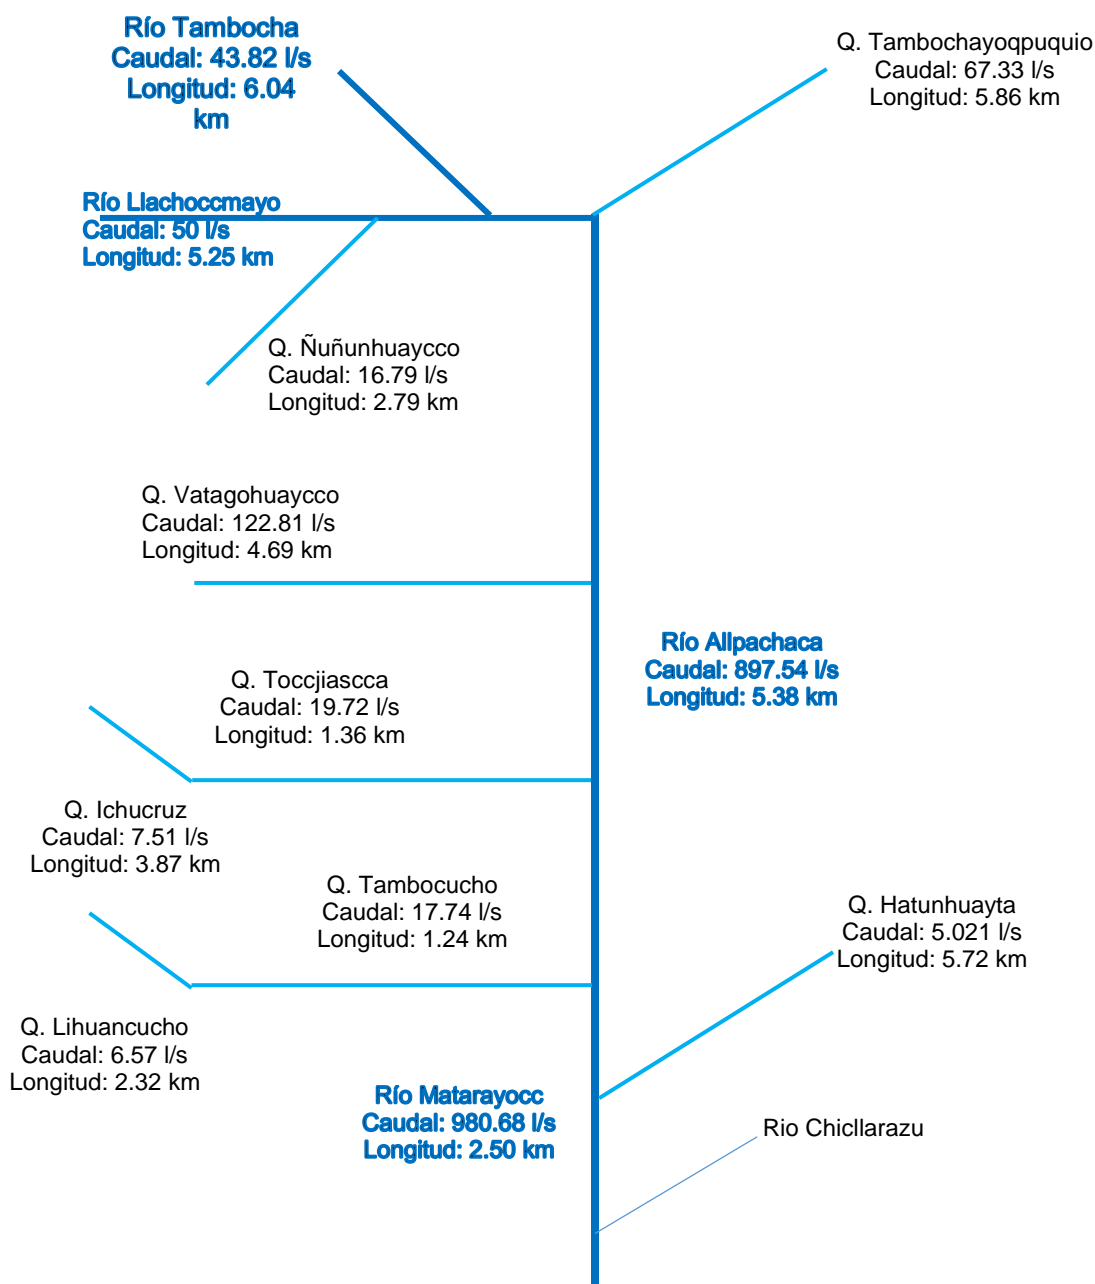 Río Tambocha
Caudal: 43.82 l/s
Longitud: 6.04
km
Q. Tambochayoqpuquio
Caudal: 67.33 l/s
Longitud: 5.86 km
Río Llachoccmayo
Caudal: 50 l/s
Longitud: 5.25 km
Q. Ñuñunhuaycco
Caudal: 16.79 l/s
Longitud: 2.79 km
Q. Vatagohuaycco
Caudal: 122.81 l/s
Longitud: 4.69 km
Río Allpachaca
Caudal: 897.54 l/s
Longitud: 5.38 km
Q. Toccjiascca
Caudal: 19.72 l/s
Longitud: 1.36 km
Q. Ichucruz
Caudal: 7.51 l/s
Longitud: 3.87 km
Q. Tambocucho
Caudal: 17.74 l/s
Longitud: 1.24 km
Q. Hatunhuayta
Caudal: 5.021 l/s
Longitud: 5.72 km
Q. Lihuancucho
Caudal: 6.57 l/s
Longitud: 2.32 km
Río Matarayocc
Caudal: 980.68 l/s
Longitud: 2.50 km
Rio Chicllarazu